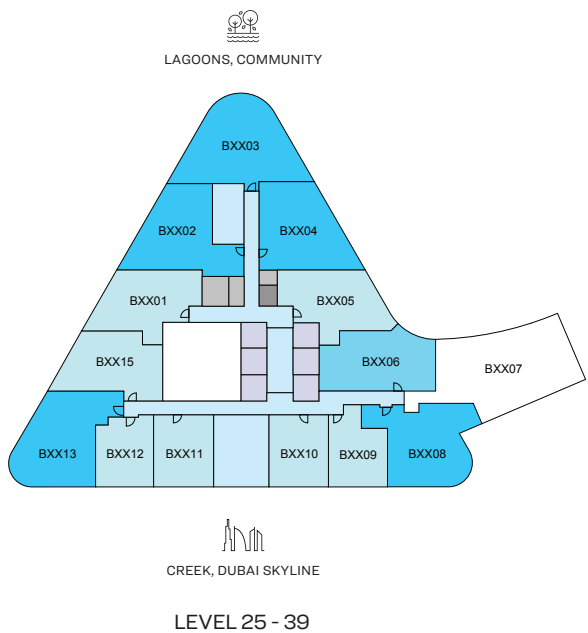 LAGOONS, COMMUNITY
BXX03
BXX02
BXX04
BXX01
BXX05
BXX15
BXX06
BXX07
BXX13
BXX12
BXX11
BXX10
BXX09
BXX08
CREEK, DUBAI SKYLINE
LEVEL 25 - 39